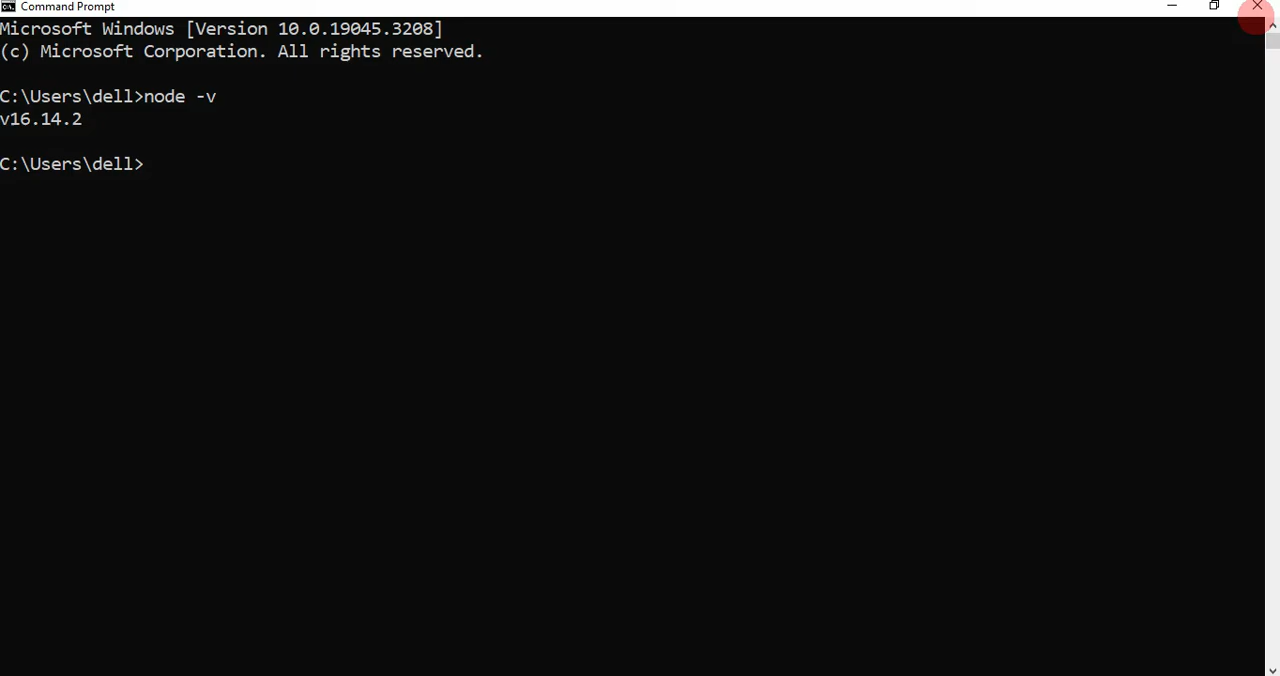 Command Prompt
Microsoft Windows [Version 10.0.19045.3208]
(c) Microsoft Corporation. All rights reserved.
C:\Users\dell>node -v
v16.14.2
C:\Users\dell>